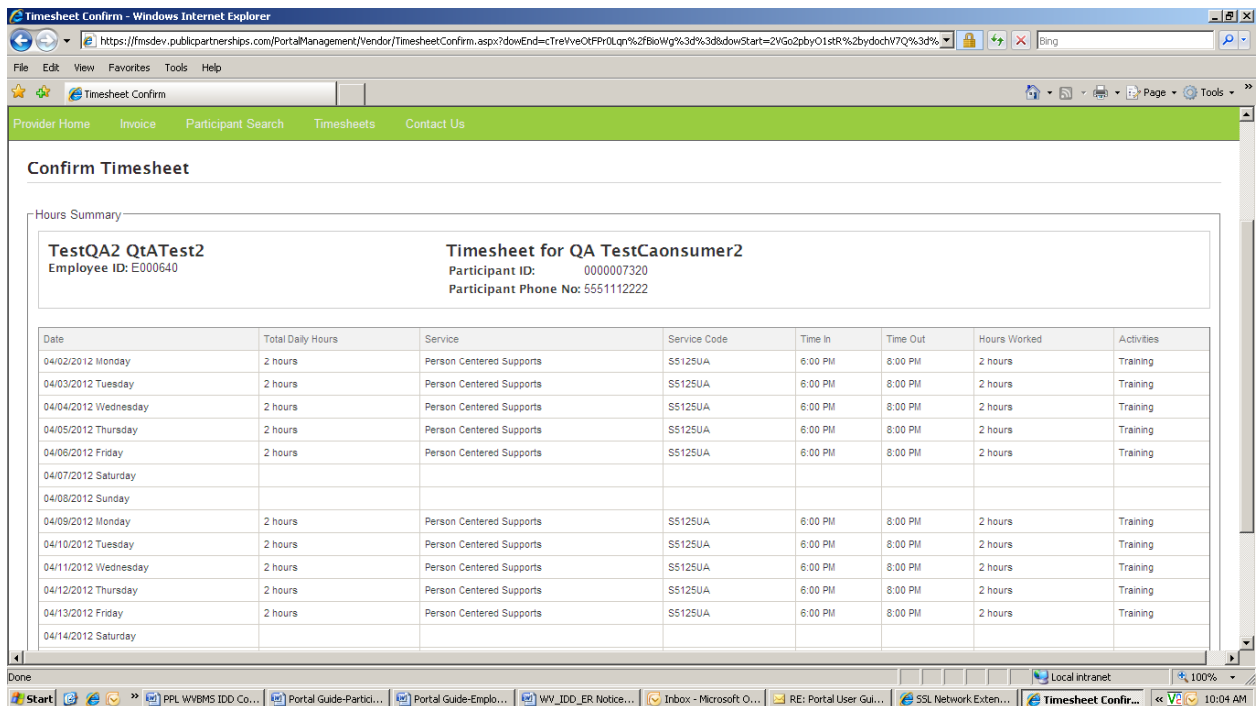 Timesheet Confirm - Windows Internet Explorer
https://fmsdev.publicpartnerships.com/PortalManagement/Vendor/TimesheetConfirm.aspx?dowEnd=cTreVveOtFPr0Lqn%2fBioWg%3d%3d&dowStart=2VGo2pbyO1stR%2bydochV7Q%3d% Bing
File Edit View Favorites Tools Help
Timesheet Confirm Page Tools
Provider Home Invoice Participant Search Timesheets Contact Us
Confirm Timesheet
Hours Summary
TestQA2 QtATest2 Timesheet for QA TestCaonsumer2
Employee ID: E000640 Participant ID: 0000007320
Participant Phone No: 5551112222
Date Total Daily Hours Service Service Code Time In Time Out Hours Worked Activities
04/02/2012 Monday 2 hours Person Centered Supports S5125UA 6:00 PM 8:00 PM 2 hours Training
04/03/2012 Tuesday 2 hours Person Centered Supports S5125UA 6:00 PM 8:00 PM 2 hours Training
04/04/2012 Wednesday 2 hours Person Centered Supports S5125UA 6:00 PM 8:00 PM 2 hours Training
04/05/2012 Thursday 2 hours Person Centered Supports S5125UA 6:00 PM 8:00 PM 2 hours Training
04/06/2012 Friday 2 hours Person Centered Supports S5125UA 6:00 PM 8:00 PM 2 hours Training
04/07/2012 Saturday
04/08/2012 Sunday
04/09/2012 Monday 2 hours Person Centered Supports S5125UA 6:00 PM 8:00 PM 2 hours Training
04/10/2012 Tuesday 2 hours Person Centered Supports S5125UA 6:00 PM 8:00 PM 2 hours Training
04/11/2012 Wednesday 2 hours Person Centered Supports S5125UA 6:00 PM 8:00 PM 2 hours Training
04/12/2012 Thursday 2 hours Person Centered Supports S5125UA 6:00 PM 8:00 PM 2 hours Training
04/13/2012 Friday 2 hours Person Centered Supports S5125UA 6:00 PM 8:00 PM 2 hours Training
04/14/2012 Saturday
Done Local intranet 100%
Start PPL WVBMS IDD Co... Portal Guide-Partici... Portal Guide-Emplo... WV_IDD_ER Notice... Inbox - Microsoft O... RE: Portal User Gui... SSL Network Exten... Timesheet Confir... 10:04 AM